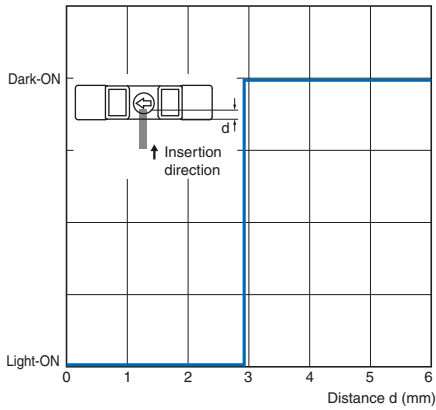 Dark-ON
d
Insertion
direction
Light-ON
0 1 2 3 4 5 6
Distance d (mm)